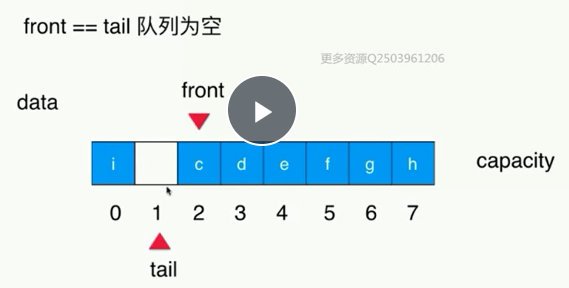 front == tail 队列为空
更多资源Q2503961206
front
data
i c d e f g h
capacity
0 1 2 3 4 5 6 7
tail